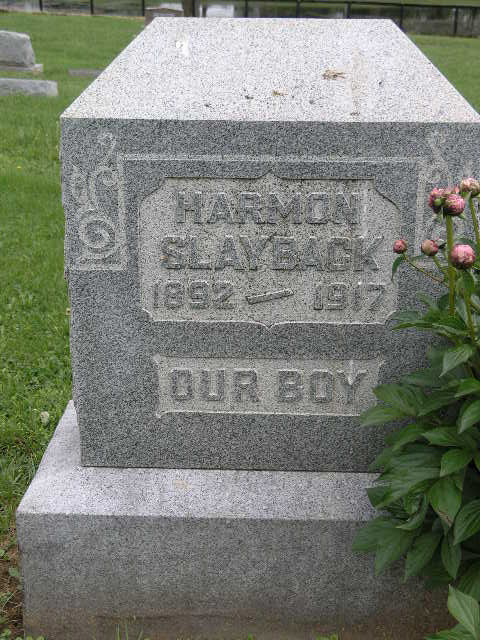 HARMON
SLAYBACK
1892 — 1917
OUR BOY